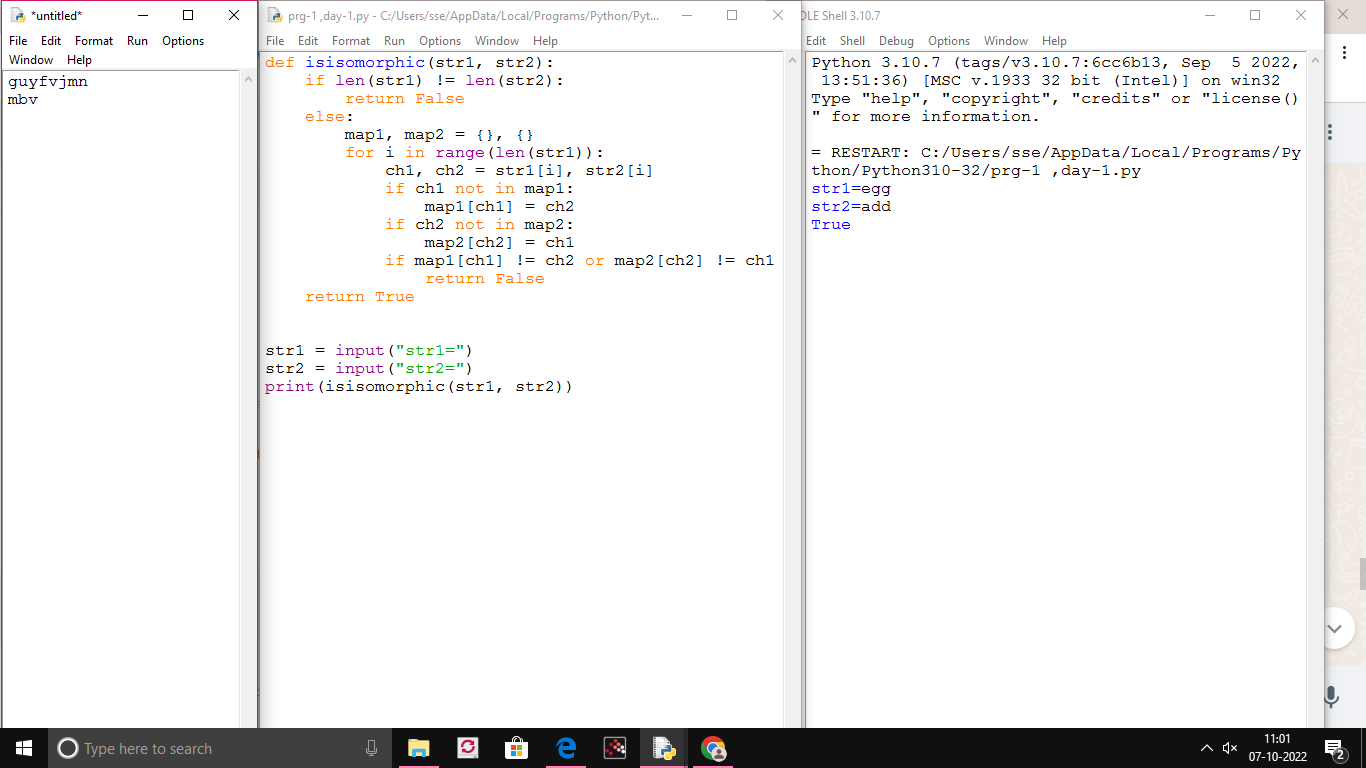 *untitled*
File Edit Format Run Options
Window Help
guyfvjmn
mbv
prg-1 ,day-1.py - C:/Users/sse/AppData/Local/Programs/Python/Pyt...
File Edit Format Run Options Window Help
def isisomorphic(str1, str2):
    if len(str1) != len(str2):
        return False
    else:
        map1, map2 = {}, {}
        for i in range(len(str1)):
            ch1, ch2 = str1[i], str2[i]
            if ch1 not in map1:
                map1[ch1] = ch2
            if ch2 not in map2:
                map2[ch2] = ch1
            if map1[ch1] != ch2 or map2[ch2] != ch1
                return False
    return True
str1 = input("str1=")
str2 = input("str2=")
print(isisomorphic(str1, str2))
DLE Shell 3.10.7
Edit Shell Debug Options Window Help
Python 3.10.7 (tags/v3.10.7:6cc6b13, Sep  5 2022,
 13:51:36) [MSC v.1933 32 bit (Intel)] on win32
Type "help", "copyright", "credits" or "license()
" for more information.
= RESTART: C:/Users/sse/AppData/Local/Programs/Py
thon/Python310-32/prg-1 ,day-1.py
str1=egg
str2=add
True
Type here to search
11:01
07-10-2022
2